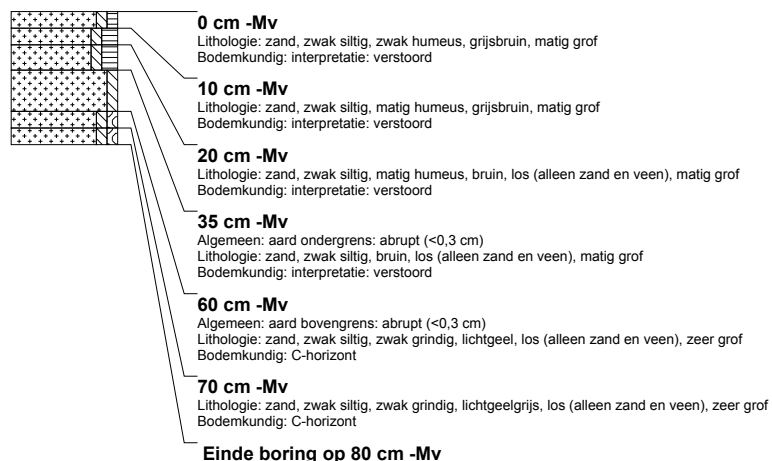 0 cm -Mv
Lithologie: zand, zwak siltig, zwak humeus, grijsbruin, matig grof
Bodemkundig: interpretatie: verstoord
10 cm -Mv
Lithologie: zand, zwak siltig, matig humeus, grijsbruin, matig grof
Bodemkundig: interpretatie: verstoord
20 cm -Mv
Lithologie: zand, zwak siltig, matig humeus, bruin, los (alleen zand en veen), matig grof
Bodemkundig: interpretatie: verstoord
35 cm -Mv
Algemeen: aard ondergrens: abrupt (<0,3 cm)
Lithologie: zand, zwak siltig, bruin, los (alleen zand en veen), matig grof
Bodemkundig: interpretatie: verstoord
60 cm -Mv
Algemeen: aard bovengrens: abrupt (<0,3 cm)
Lithologie: zand, zwak siltig, zwak grindig, lichtgeel, los (alleen zand en veen), zeer grof
Bodemkundig: C-horizont
70 cm -Mv
Lithologie: zand, zwak siltig, zwak grindig, lichtgeelgrijs, los (alleen zand en veen), zeer grof
Bodemkundig: C-horizont
Einde boring op 80 cm -Mv